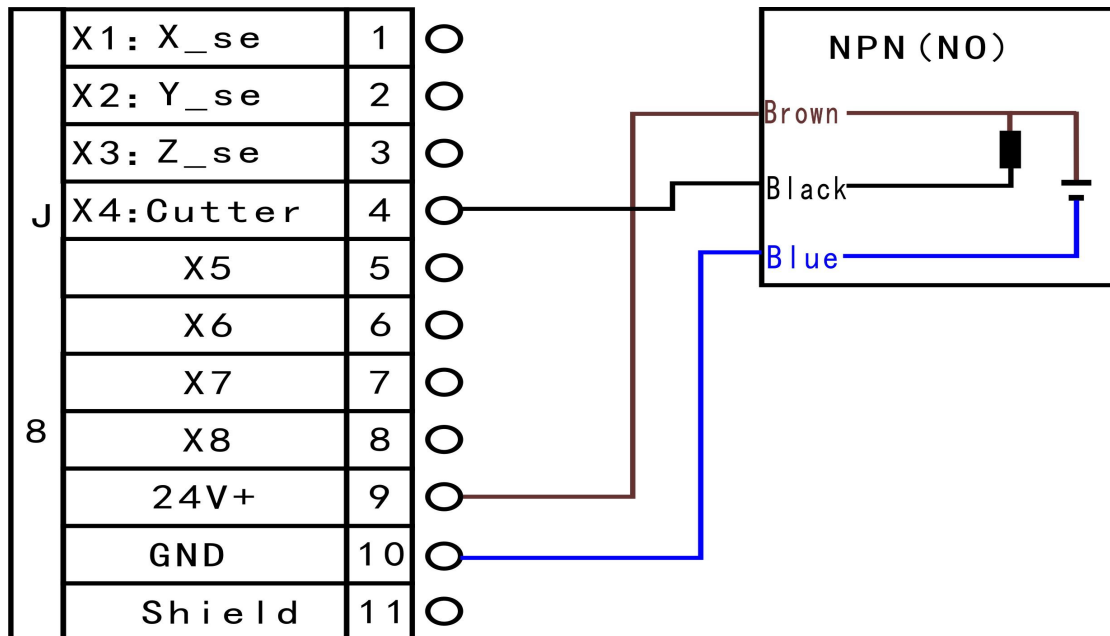 X1: X_se 1
X2: Y_se 2
X3: Z_se 3
J X4:Cutter 4
X5 5
X6 6
X7 7
8 X8 8
24V+ 9
GND 10
Shield 11
NPN(NO)
Brown
Black
Blue